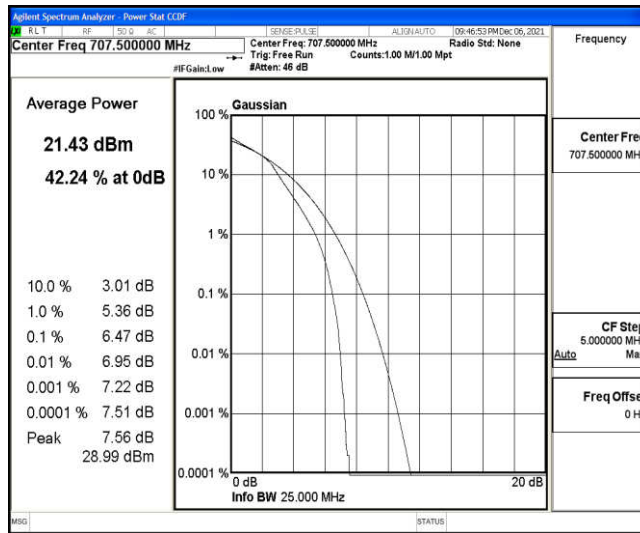 Agilent Spectrum Analyzer - Power Stat CCDF
RL T RF 50 Ω AC SENSE:PULSE ALIGN AUTO 09:46:53 PM Dec 06, 2021
Center Freq 707.500000 MHz Center Freq: 707.500000 MHz Radio Std: None
Trig: Free Run Counts:1.00 M/1.00 Mpt
#IFGain:Low #Atten: 46 dB
Frequency
Average Power
21.43 dBm
42.24 % at 0dB
10.0 % 3.01 dB
1.0 % 5.36 dB
0.1 % 6.47 dB
0.01 % 6.95 dB
0.001 % 7.22 dB
0.0001 % 7.51 dB
Peak 7.56 dB
28.99 dBm
Gaussian
100 %
10 %
1 %
0.1 %
0.01 %
0.001 %
0.0001 %
0 dB 20 dB
Info BW 25.000 MHz
Center Fre
707.500000 MH
CF Step
5.000000 MH
Auto Ma
Freq Offse
0 H
MSG STATUS